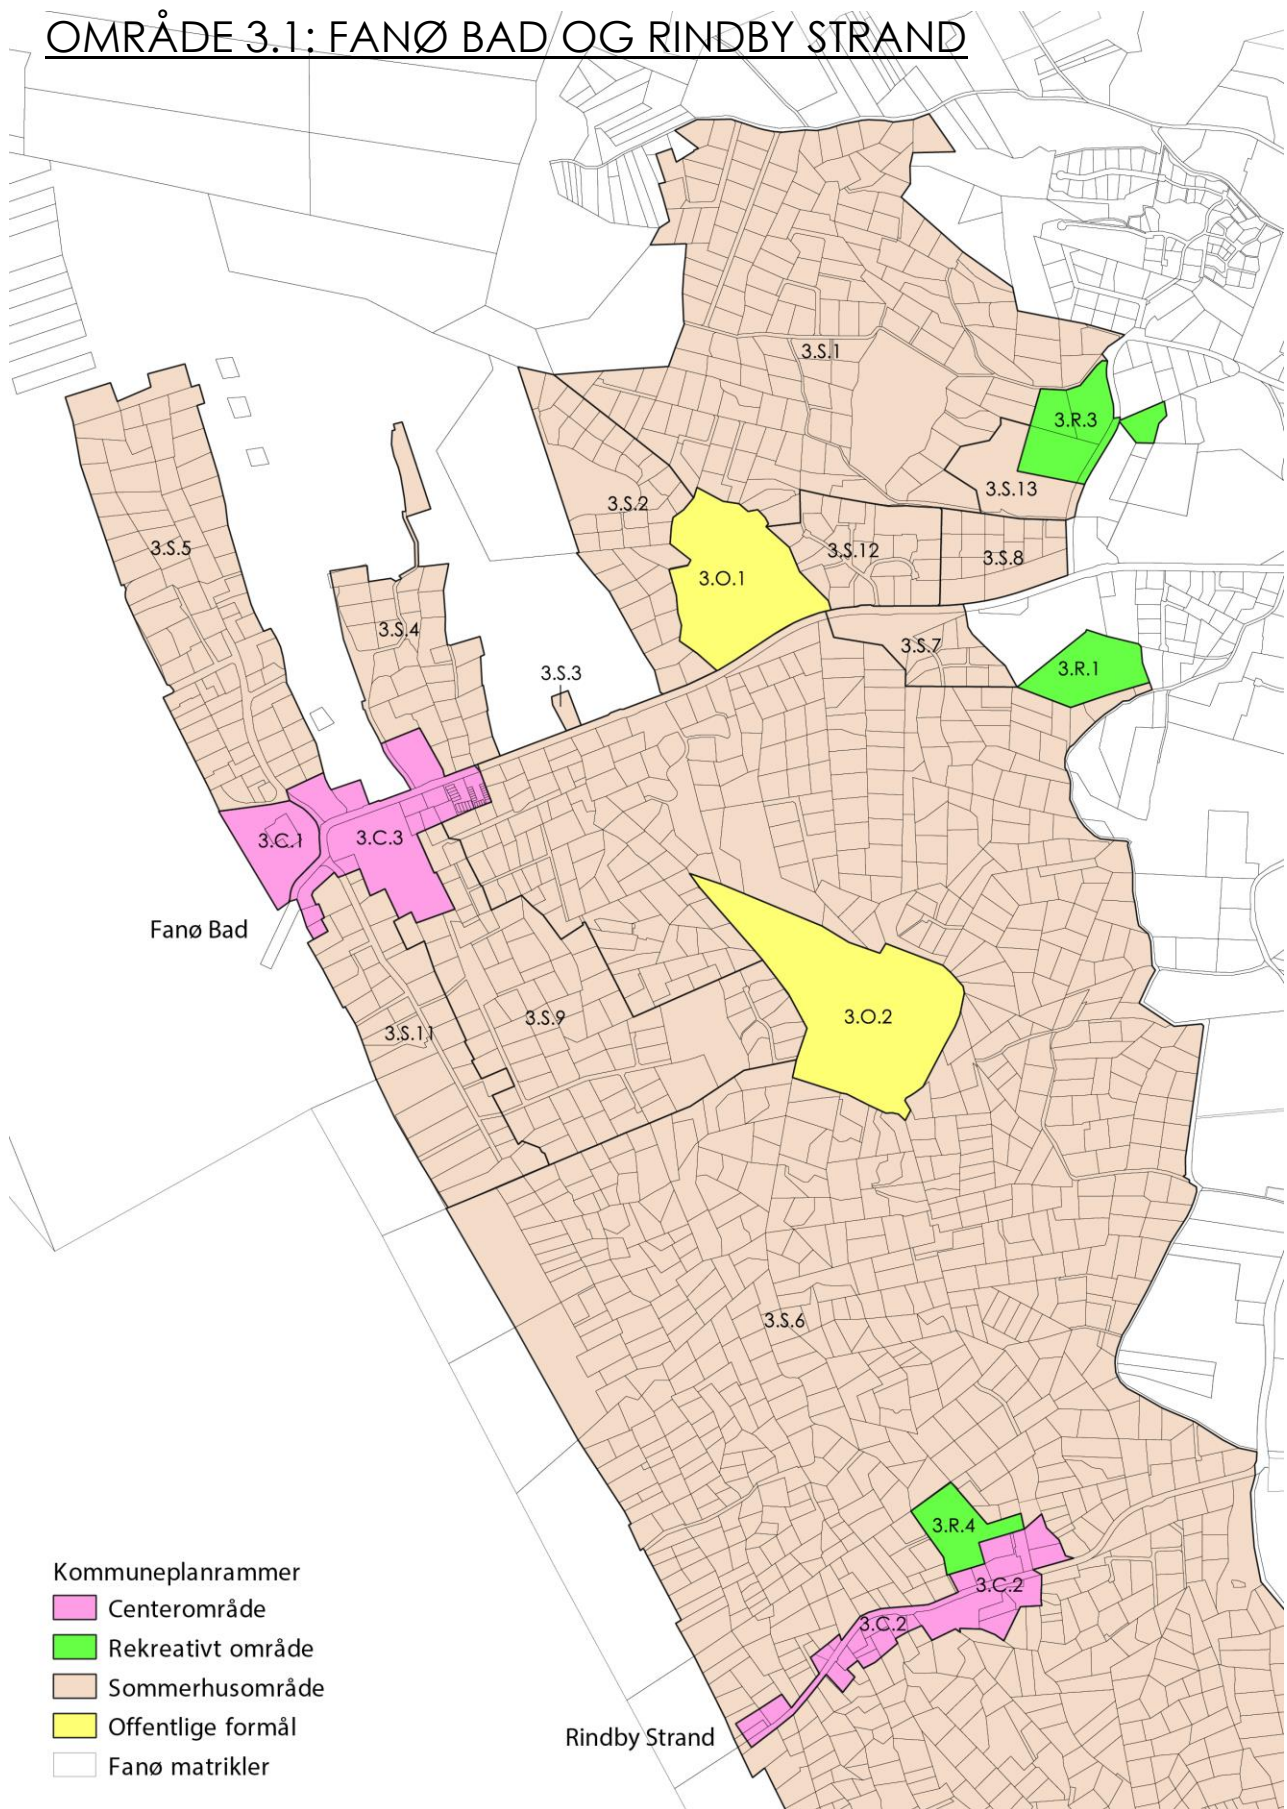 OMRÅDE 3.1: FANØ BAD OG RINDBY STRAND
3.S.1
3.R.3
3.S.13
3.S.2
3.S.5
3.S.12
3.S.8
3.O.1
3.S.4
3.S.7
3.S.3
3.R.1
3.C.1
3.C.3
Fanø Bad
3.S.9
3.O.2
3.S.11
3.S.6
3.R.4
3.C.2
3.C.2
Rindby Strand
Kommuneplanrammer
Centerområde
Rekreativt område
Sommerhusområde
Offentlige formål
Fanø matrikler